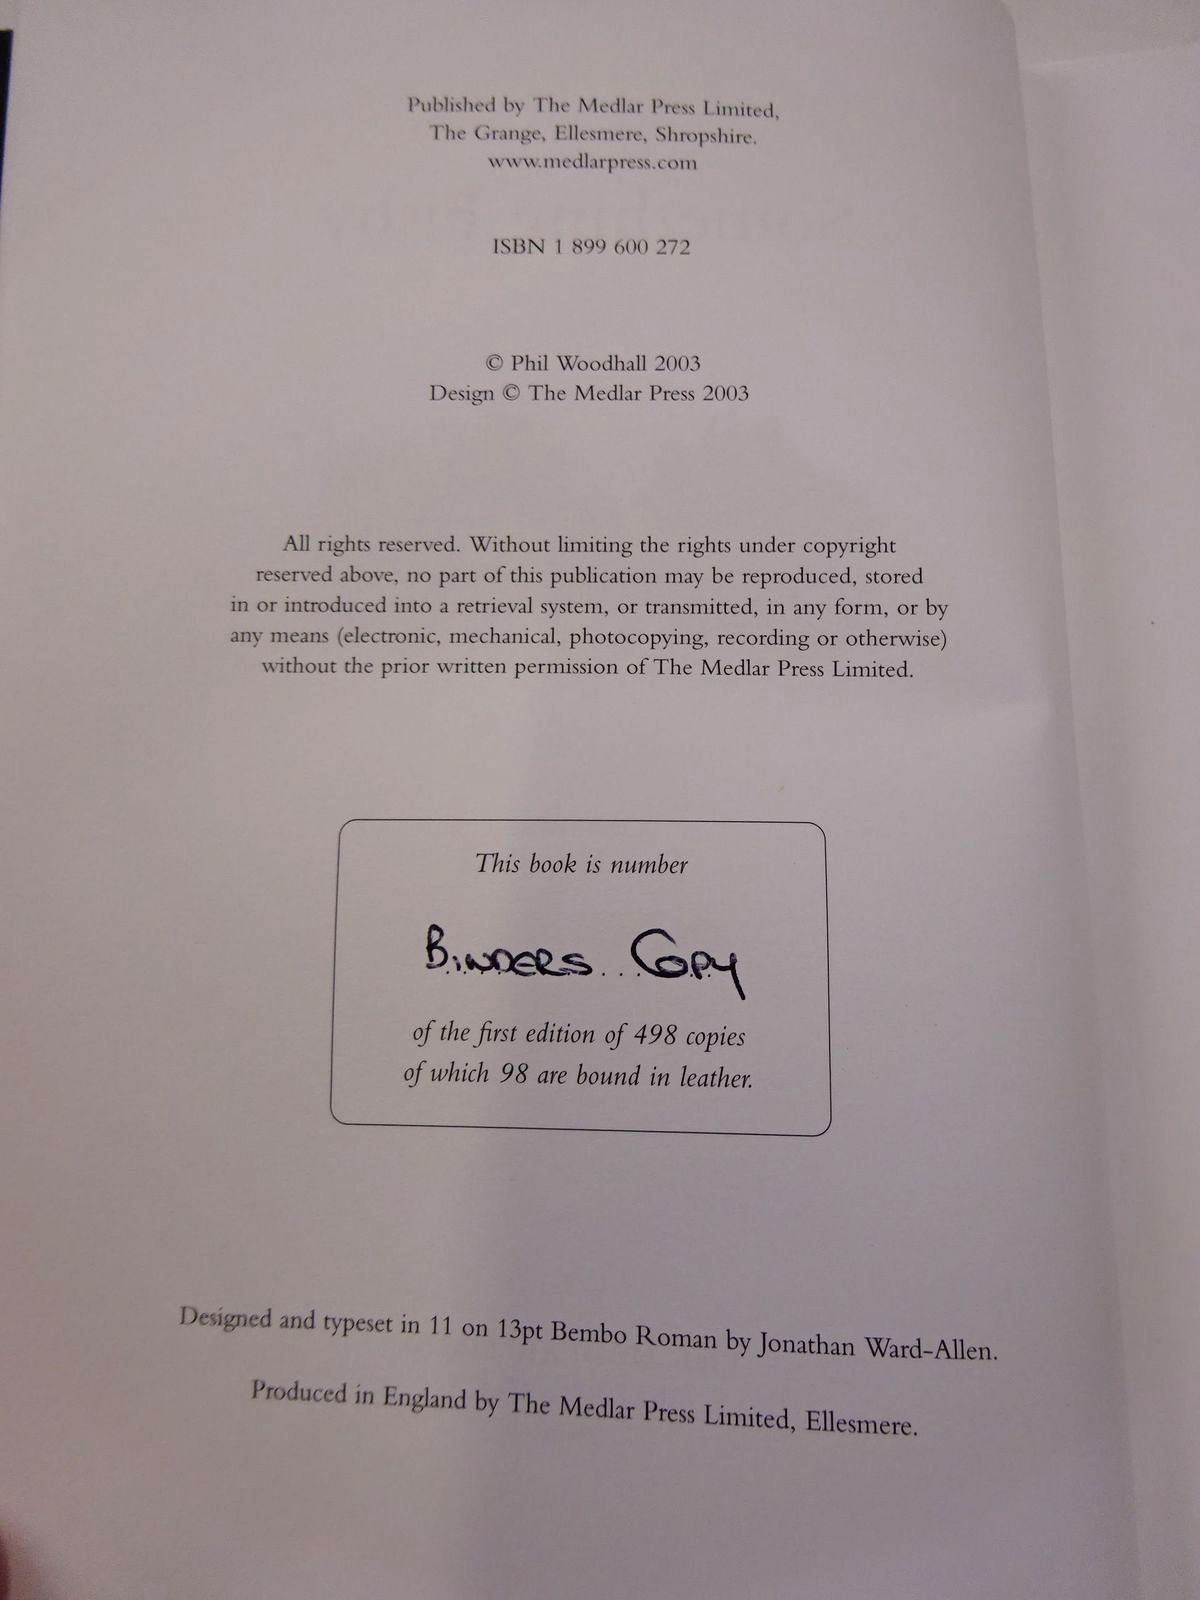 Published by The Medlar Press Limited,
The Grange, Ellesmere, Shropshire.
www.medlarpress.com
ISBN 1 899 600 272
© Phil Woodhall 2003
Design © The Medlar Press 2003
All rights reserved. Without limiting the rights under copyright
reserved above, no part of this publication may be reproduced, stored
in or introduced into a retrieval system, or transmitted, in any form, or by
any means (electronic, mechanical, photocopying, recording or otherwise)
without the prior written permission of The Medlar Press Limited.
This book is number
BINDERS COPY
of the first edition of 498 copies
of which 98 are bound in leather.
Designed and typeset in 11 on 13pt Bembo Roman by Jonathan Ward-Allen.
Produced in England by The Medlar Press Limited, Ellesmere.